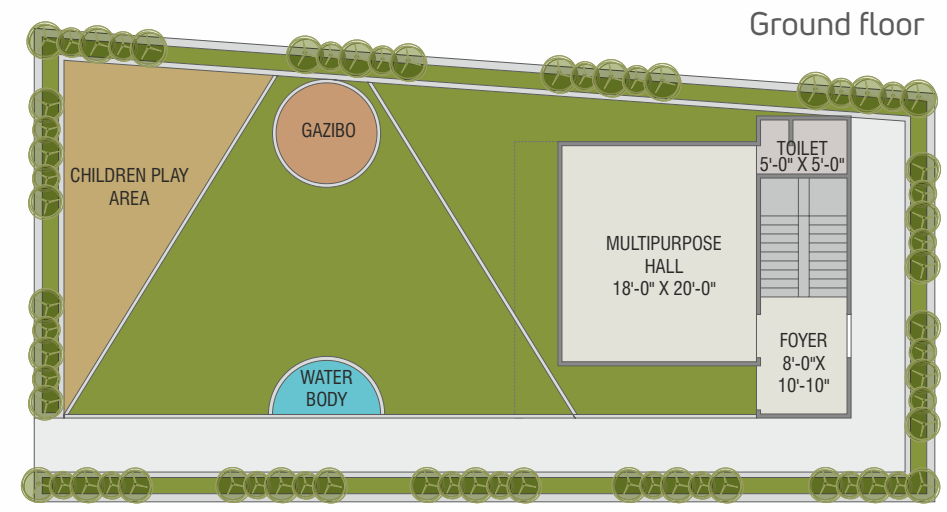 Ground floor
GAZIBO
CHILDREN PLAY
AREA
TOILET
5'-0" X 5'-0"
MULTIPURPOSE
HALL
18'-0" X 20'-0"
FOYER
8'-0"X
10'-10"
WATER
BODY